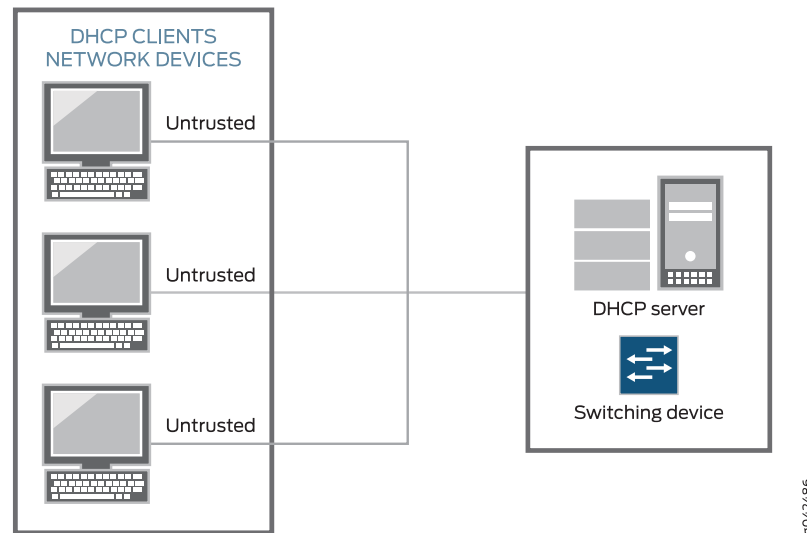 DHCP CLIENTS
NETWORK DEVICES
Untrusted
Untrusted
Untrusted
DHCP server
Switching device